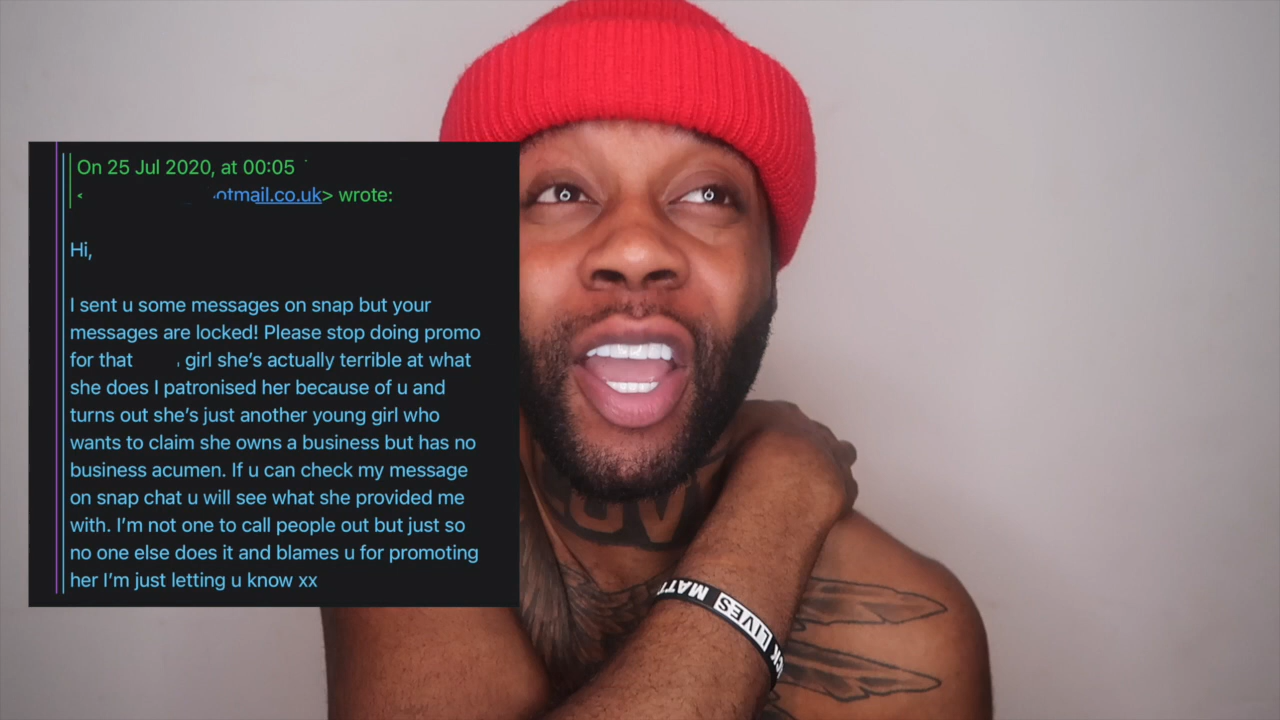 On 25 Jul 2020, at 00:05
< otmail.co.uk> wrote:
Hi,
I sent u some messages on snap but your
messages are locked! Please stop doing promo
for that , girl she's actually terrible at what
she does I patronised her because of u and
turns out she's just another young girl who
wants to claim she owns a business but has no
business acumen. If u can check my message
on snap chat u will see what she provided me
with. I'm not one to call people out but just so
no one else does it and blames u for promoting
her I'm just letting u know xx
LUV
LIVES